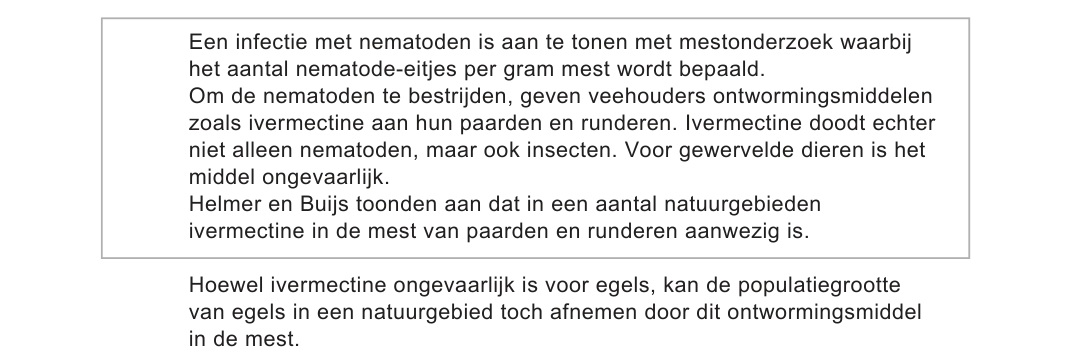 Een infectie met nematoden is aan te tonen met mestonderzoek waarbij
het aantal nematode-eitjes per gram mest wordt bepaald.
Om de nematoden te bestrijden, geven veehouders ontwormingsmiddelen
zoals ivermectine aan hun paarden en runderen. Ivermectine doodt echter
niet alleen nematoden, maar ook insecten. Voor gewervelde dieren is het
middel ongevaarlijk.
Helmer en Buijs toonden aan dat in een aantal natuurgebieden
ivermectine in de mest van paarden en runderen aanwezig is.
Hoewel ivermectine ongevaarlijk is voor egels, kan de populatiegrootte
van egels in een natuurgebied toch afnemen door dit ontwormingsmiddel
in de mest.